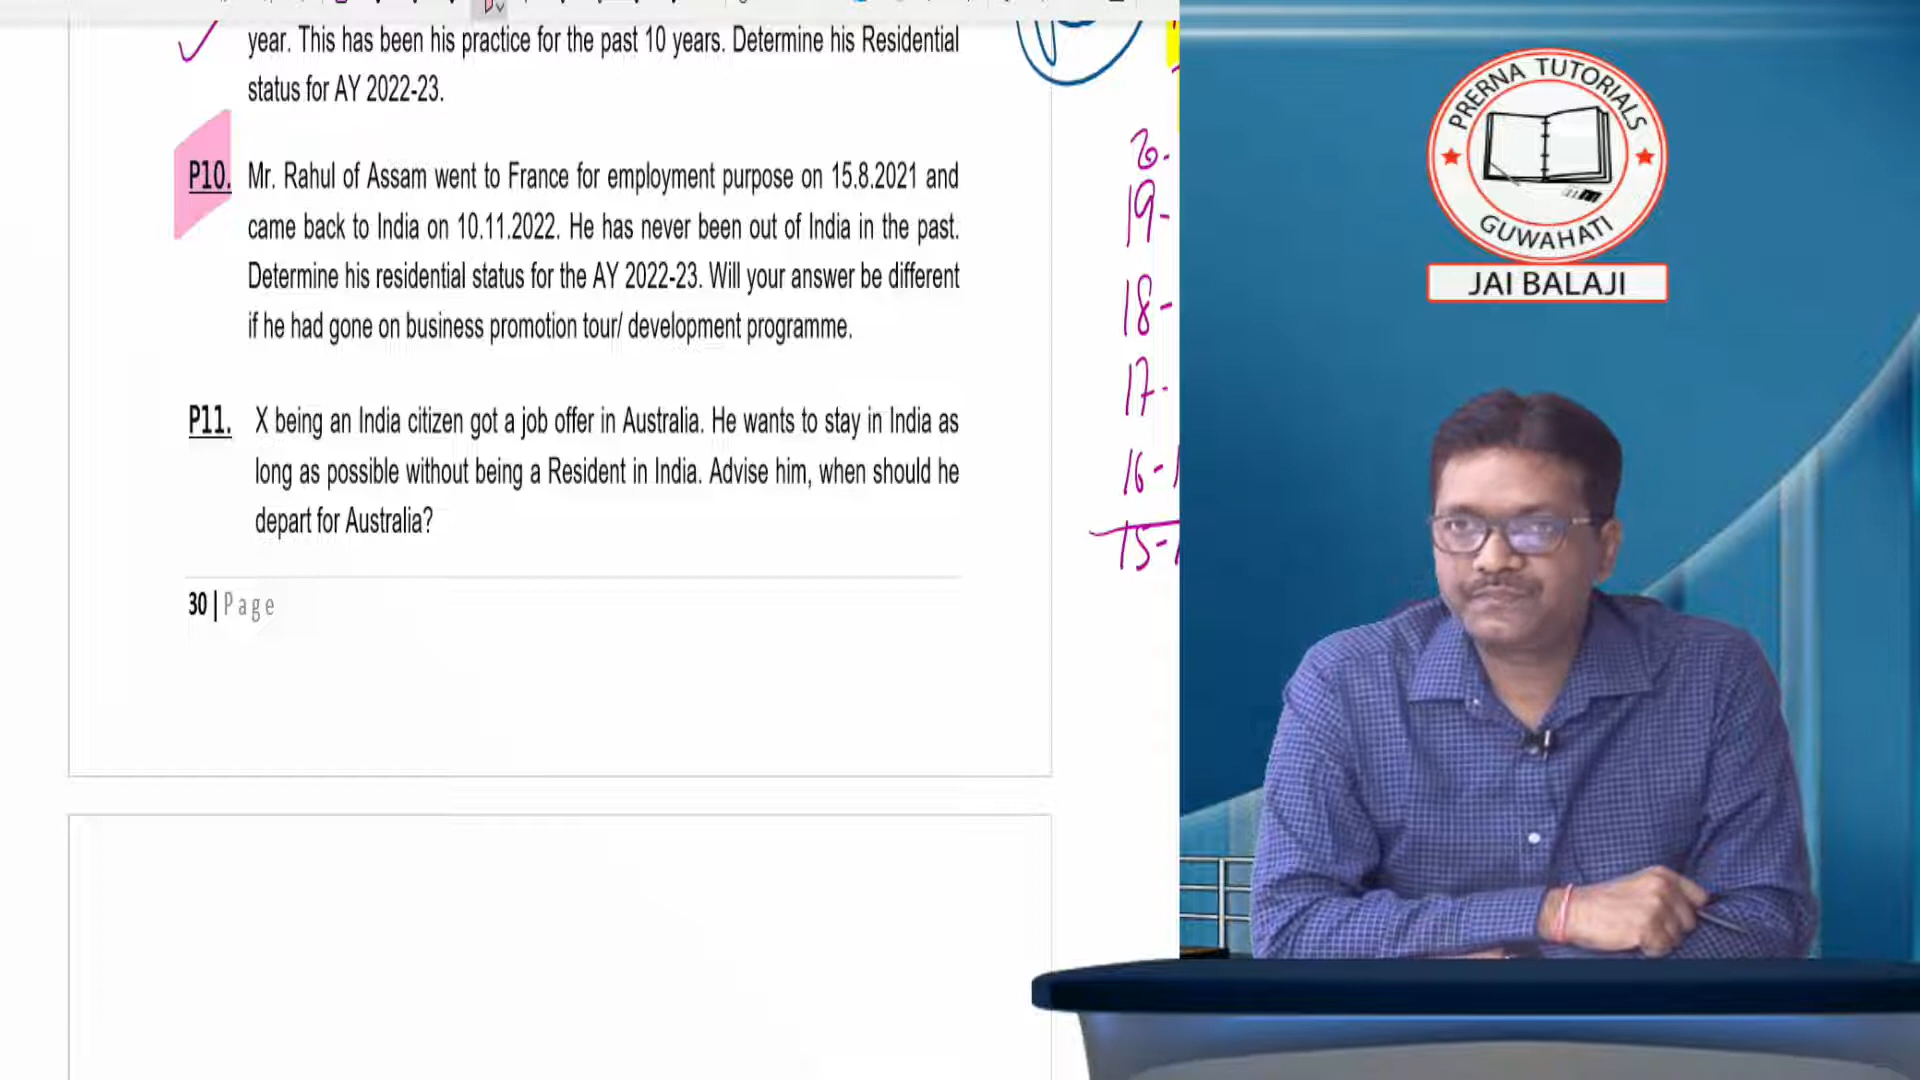 year. This has been his practice for the past 10 years. Determine his Residential
status for AY 2022-23.
P10. Mr. Rahul of Assam went to France for employment purpose on 15.8.2021 and
came back to India on 10.11.2022. He has never been out of India in the past.
Determine his residential status for the AY 2022-23. Will your answer be different
if he had gone on business promotion tour/ development programme.
P11. X being an India citizen got a job offer in Australia. He wants to stay in India as
long as possible without being a Resident in India. Advise him, when should he
depart for Australia?
30 | Page
19-
18-
17-
16-
15-
PRERNA TUTORIALS
GUWAHATI
JAI BALAJI